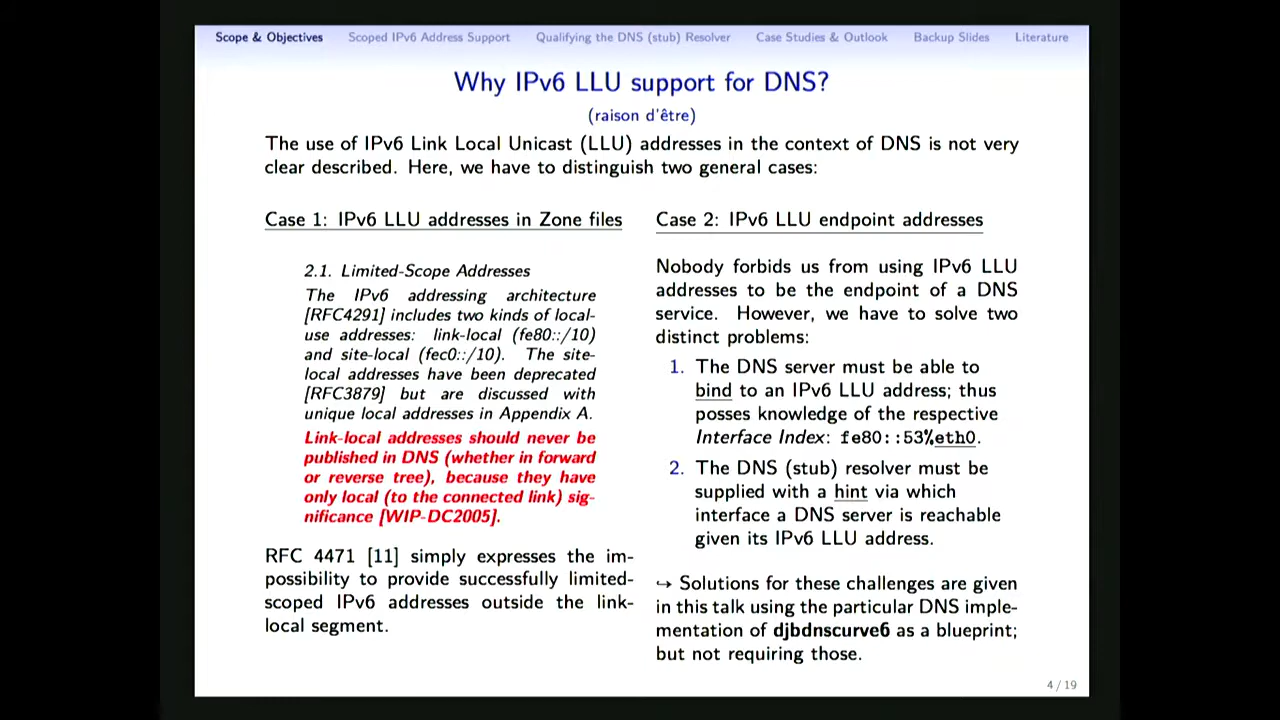 Scope & Objectives Scoped IPv6 Address Support Qualifying the DNS (stub) Resolver Case Studies & Outlook Backup Slides Literature
Why IPv6 LLU support for DNS?
(raison d'être)
The use of IPv6 Link Local Unicast (LLU) addresses in the context of DNS is not very
clear described. Here, we have to distinguish two general cases:
Case 1: IPv6 LLU addresses in Zone files
2.1. Limited-Scope Addresses
The IPv6 addressing architecture
[RFC4291] includes two kinds of local-
use addresses: link-local (fe80::/10)
and site-local (fec0::/10). The site-
local addresses have been deprecated
[RFC3879] but are discussed with
unique local addresses in Appendix A.
Link-local addresses should never be
published in DNS (whether in forward
or reverse tree), because they have
only local (to the connected link) sig-
nificance [WIP-DC2005].
RFC 4471 [11] simply expresses the im-
possibility to provide successfully limited-
scoped IPv6 addresses outside the link-
local segment.
Case 2: IPv6 LLU endpoint addresses
Nobody forbids us from using IPv6 LLU
addresses to be the endpoint of a DNS
service. However, we have to solve two
distinct problems:
1. The DNS server must be able to
bind to an IPv6 LLU address; thus
posses knowledge of the respective
Interface Index: fe80::53%eth0.
2. The DNS (stub) resolver must be
supplied with a hint via which
interface a DNS server is reachable
given its IPv6 LLU address.
↪ Solutions for these challenges are given
in this talk using the particular DNS imple-
mentation of djbdnscurve6 as a blueprint;
but not requiring those.
4 / 19